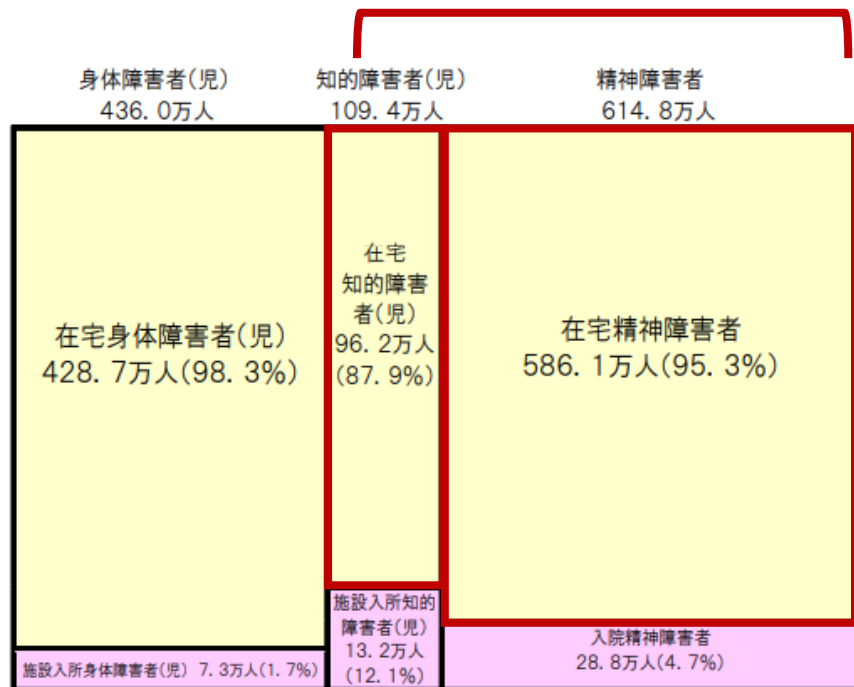 身体障害者(児)
436. 0万人
知的障害者(児)
109. 4万人
精神障害者
614. 8万人
在宅身体障害者(児)
428. 7万人(98. 3%)
在宅
知的障害
者(児)
96. 2万人
(87. 9%)
在宅精神障害者
586. 1万人(95. 3%)
施設入所身体障害者(児) 7. 3万人(1. 7%)
施設入所知的
障害者(児)
13. 2万人
(12. 1%)
入院精神障害者
28. 8万人(4. 7%)